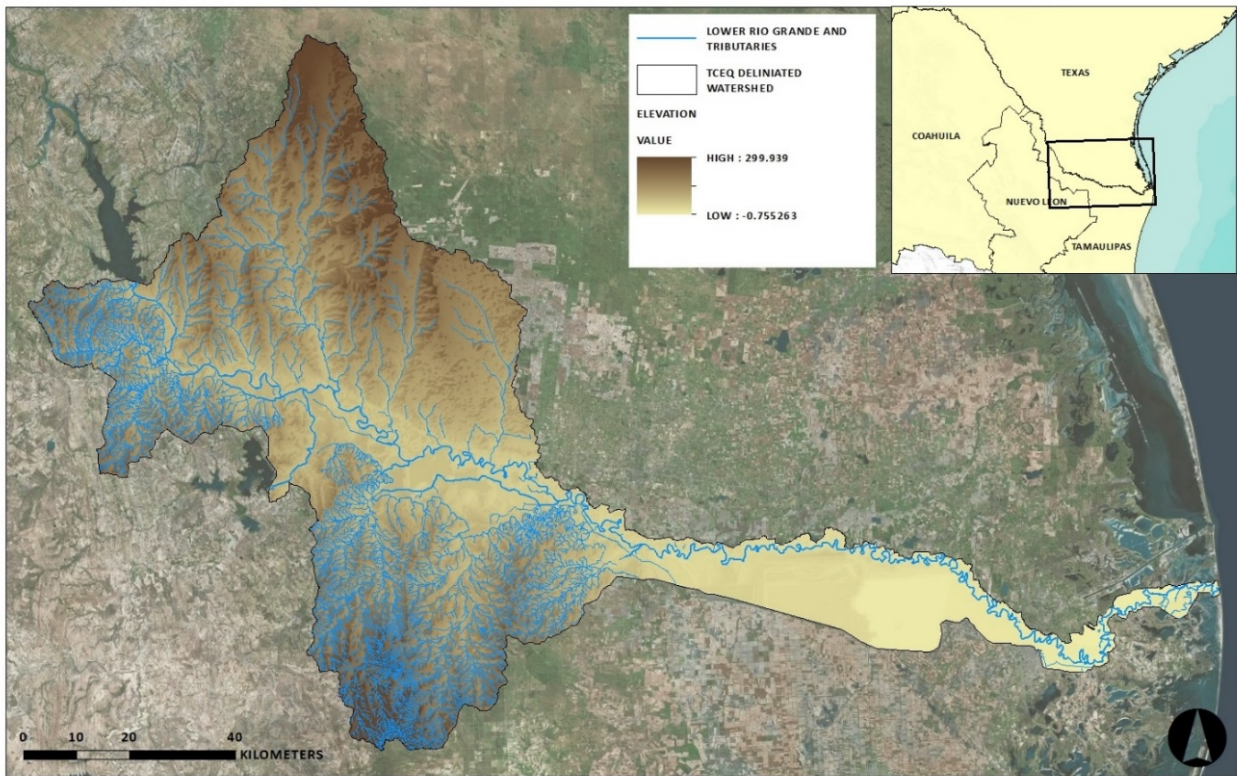 LOWER RIO GRANDE AND
TRIBUTARIES
TCEQ DELINIATED
WATERSHED
ELEVATION
VALUE
HIGH : 299.939
LOW : -0.755263
TEXAS
COAHUILA
NUEVO LEON
TAMAULIPAS
0 10 20 40
KILOMETERS